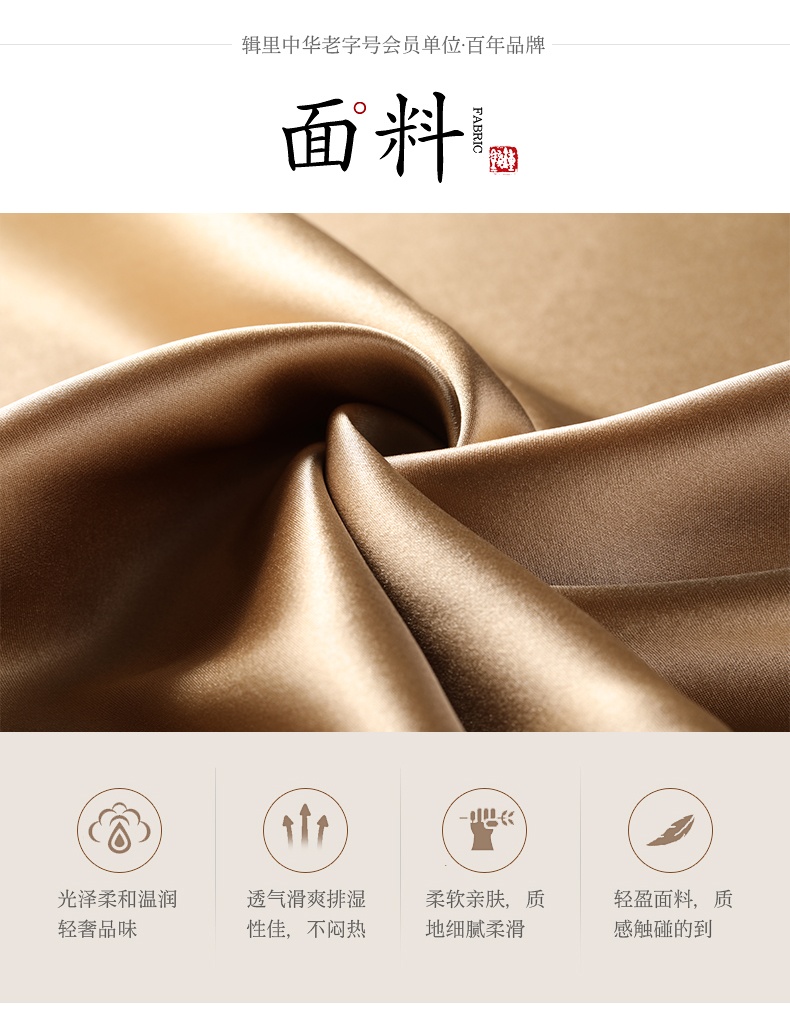 辑里中华老字号会员单位·百年品牌
面料
FABRIC
光泽柔和温润
轻奢品味
透气滑爽排湿
性佳，不闷热
柔软亲肤，质
地细腻柔滑
轻盈面料，质
感触碰的到